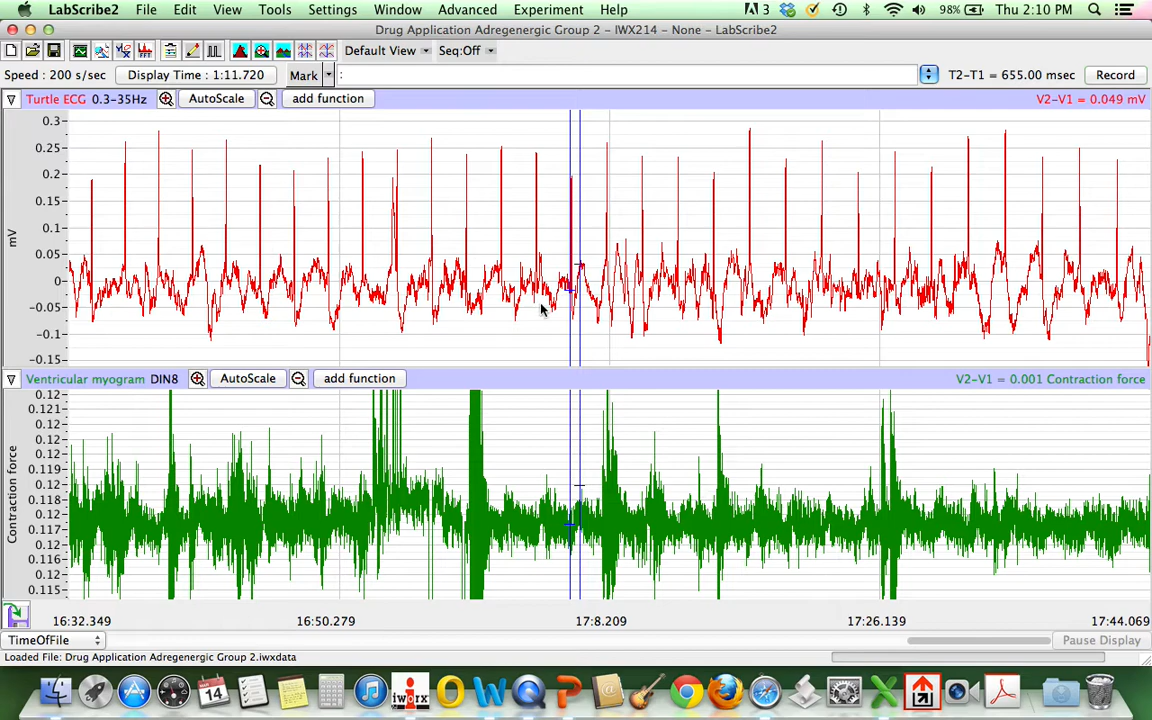 LabScribe2 File Edit View Tools Settings Window Advanced Experiment Help 3 98% Thu 2:10 PM
Drug Application Adregenergic Group 2 - IWX214 - None - LabScribe2
Default View Seq:Off
Speed : 200 s/sec Display Time : 1:11.720 Mark : T2-T1 = 655.00 msec Record
Turtle ECG 0.3-35Hz AutoScale add function V2-V1 = 0.049 mV
0.3
0.25
0.2
0.15
0.1
0.05
0
-0.05
-0.1
-0.15
mV
Ventricular myogram DIN8 AutoScale add function V2-V1 = 0.001 Contraction force
0.12
0.121
0.12
0.12
0.12
0.119
0.12
0.118
0.12
0.117
0.12
0.116
0.12
0.115
Contraction force
16:32.349 16:50.279 17:8.209 17:26.139 17:44.069
TimeOfFile Pause Display
Loaded File: Drug Application Adregenergic Group 2.iwxdata
14 iworx